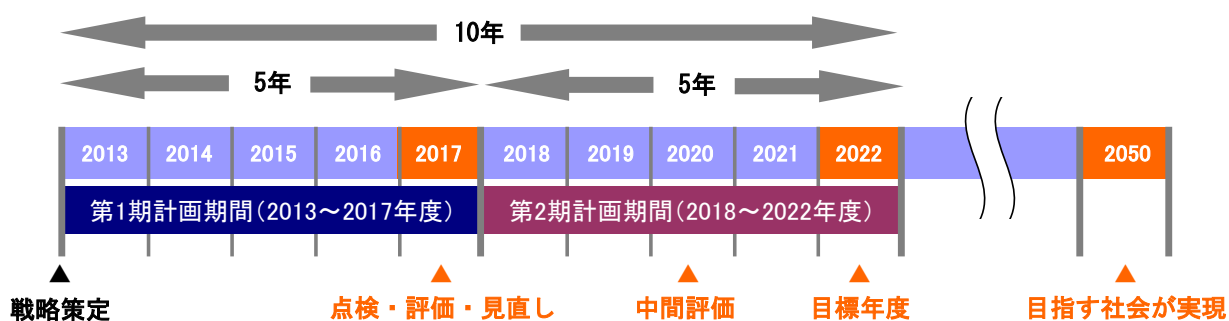 10年
5年
5年
2013 2014 2015 2016 2017 2018 2019 2020 2021 2022 2050
第1期計画期間(2013～2017年度) 第2期計画期間(2018～2022年度)
▲ ▲ ▲ ▲ ▲
戦略策定 点検・評価・見直し 中間評価 目標年度 目指す社会が実現